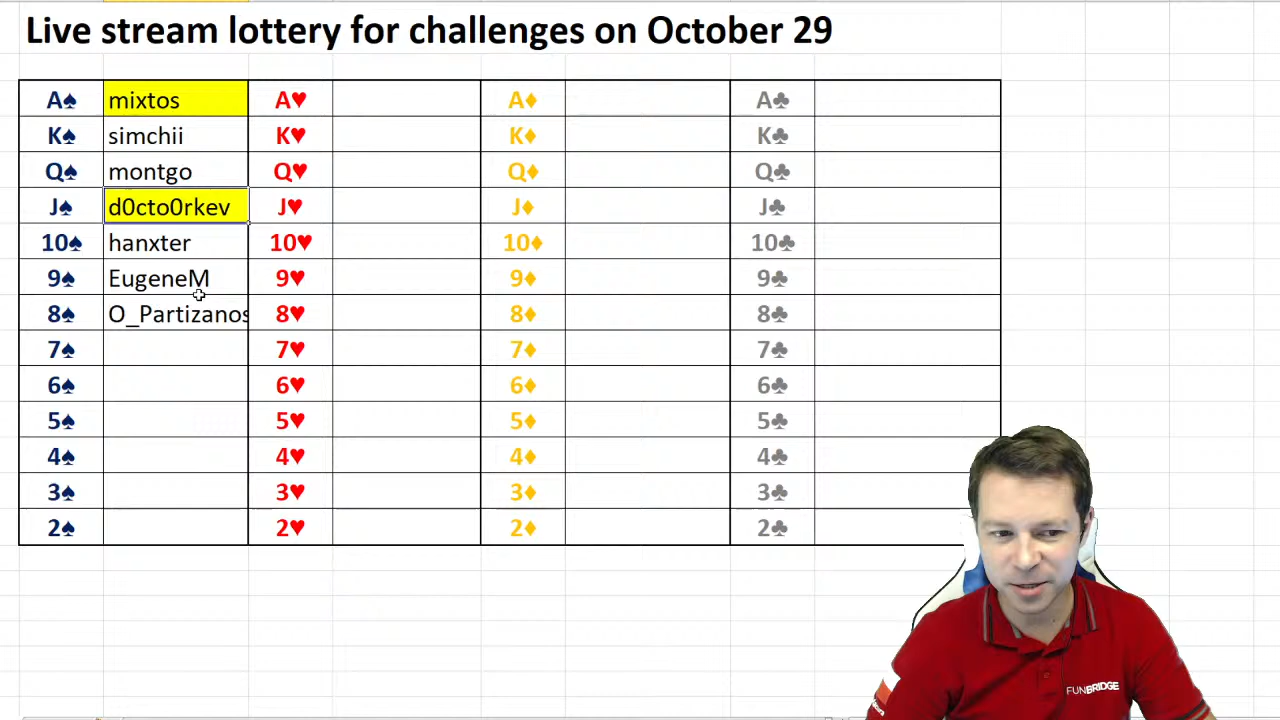 Live stream lottery for challenges on October 29
A♠ mixtos A♥ A♦ A♣
K♠ simchii K♥ K♦ K♣
Q♠ montgo Q♥ Q♦ Q♣
J♠ d0cto0rkev J♥ J♦ J♣
10♠ hanxter 10♥ 10♦ 10♣
9♠ EugeneM 9♥ 9♦ 9♣
8♠ O_Partizanos 8♥ 8♦ 8♣
7♠ 7♥ 7♦ 7♣
6♠ 6♥ 6♦ 6♣
5♠ 5♥ 5♦ 5♣
4♠ 4♥ 4♦ 4♣
3♠ 3♥ 3♦ 3♣
2♠ 2♥ 2♦ 2♣
FUNBRIDGE